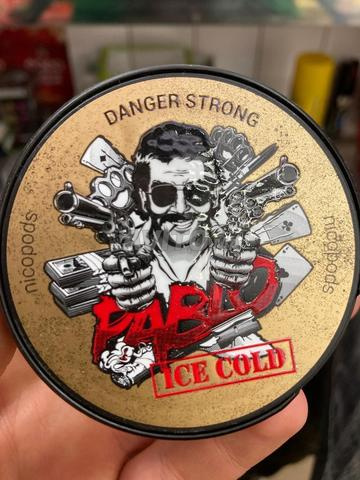 DANGER STRONG
nicopods
nicopods
PABLO
ICE COLD